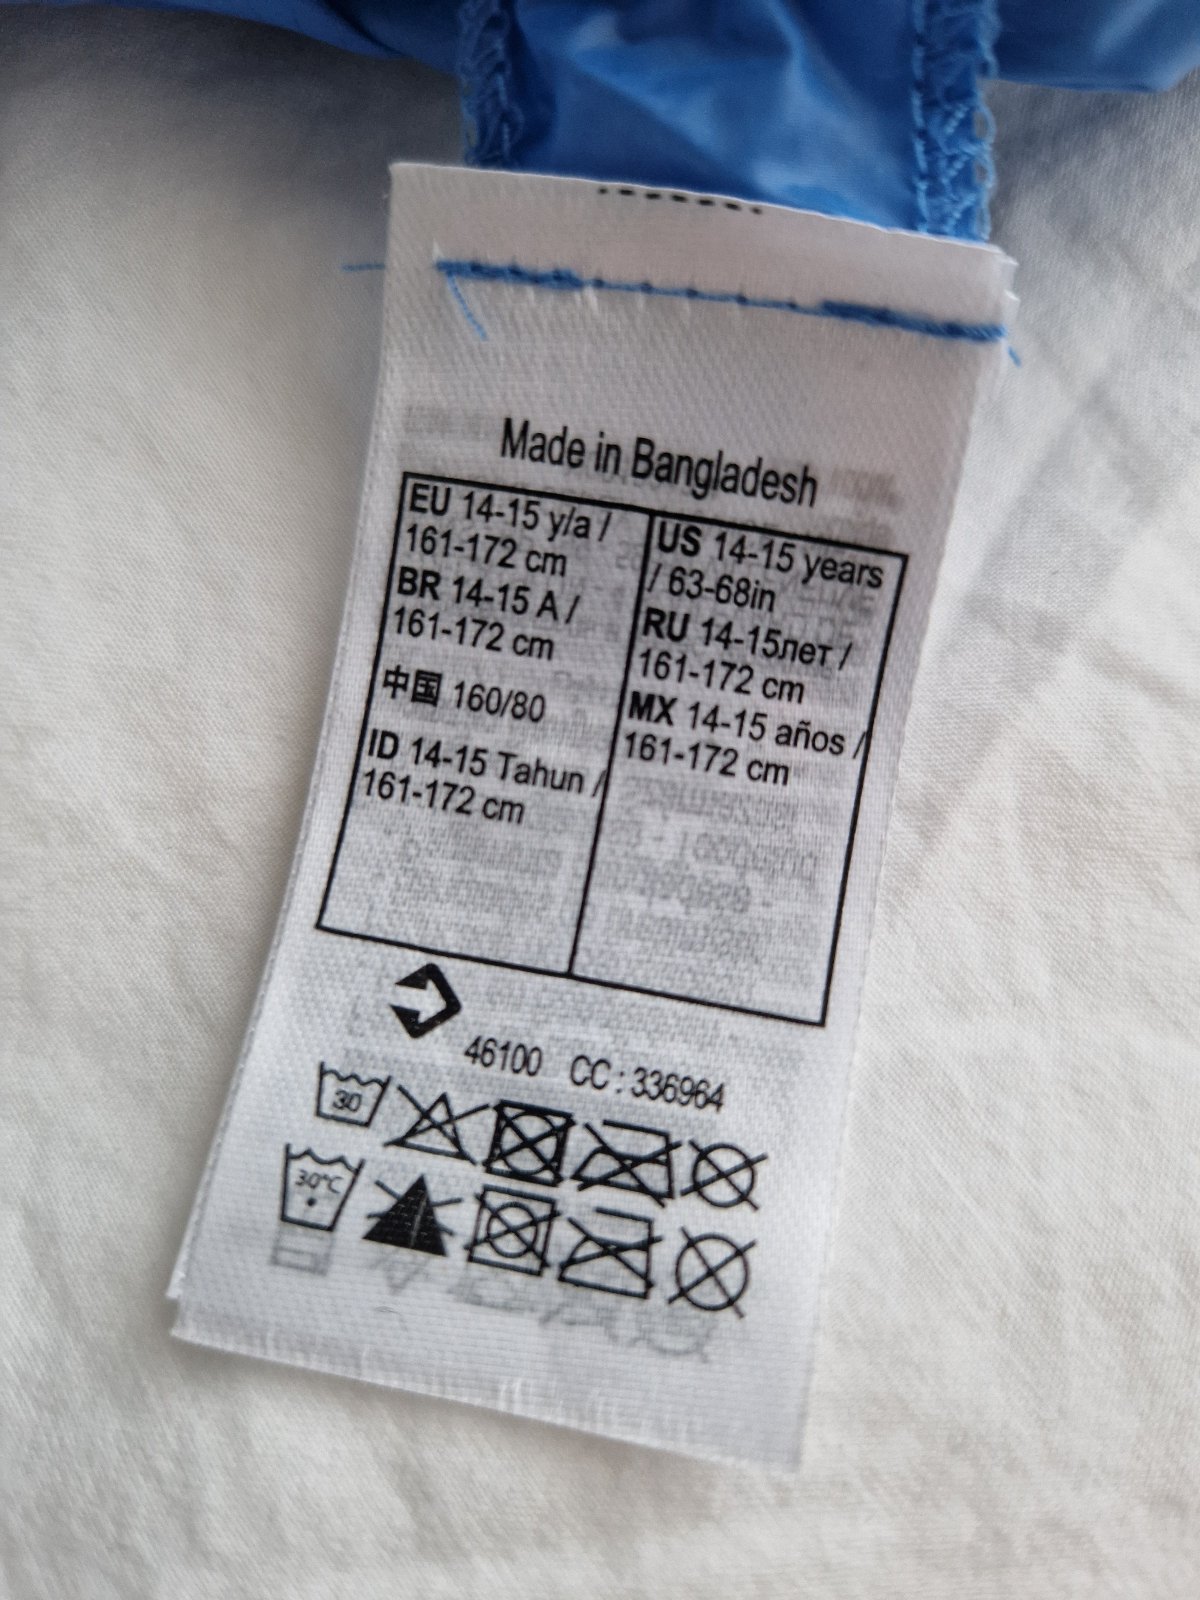 Made in Bangladesh
EU 14-15 y/a /
161-172 cm
BR 14-15 A /
161-172 cm
中国 160/80
ID 14-15 Tahun /
161-172 cm
US 14-15 years
/ 63-68in
RU 14-15лет /
161-172 cm
MX 14-15 años /
161-172 cm
46100 CC : 336964
30
30°C